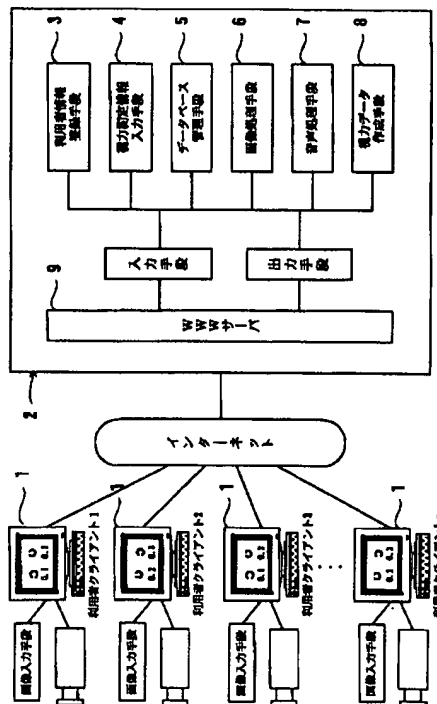 3
利用者情報
登録手段
4
視力測定情報
入力手段
5
データベース
管理手段
6
画像処理手段
7
音声処理手段
8
視力データ
作成手段
入力手段
出力手段
9
WWWサーバ
2
インターネット
1
利用者クライアント1
画像入力手段
1
利用者クライアント2
画像入力手段
1
利用者クライアント3
画像入力手段
1
画像入力手段